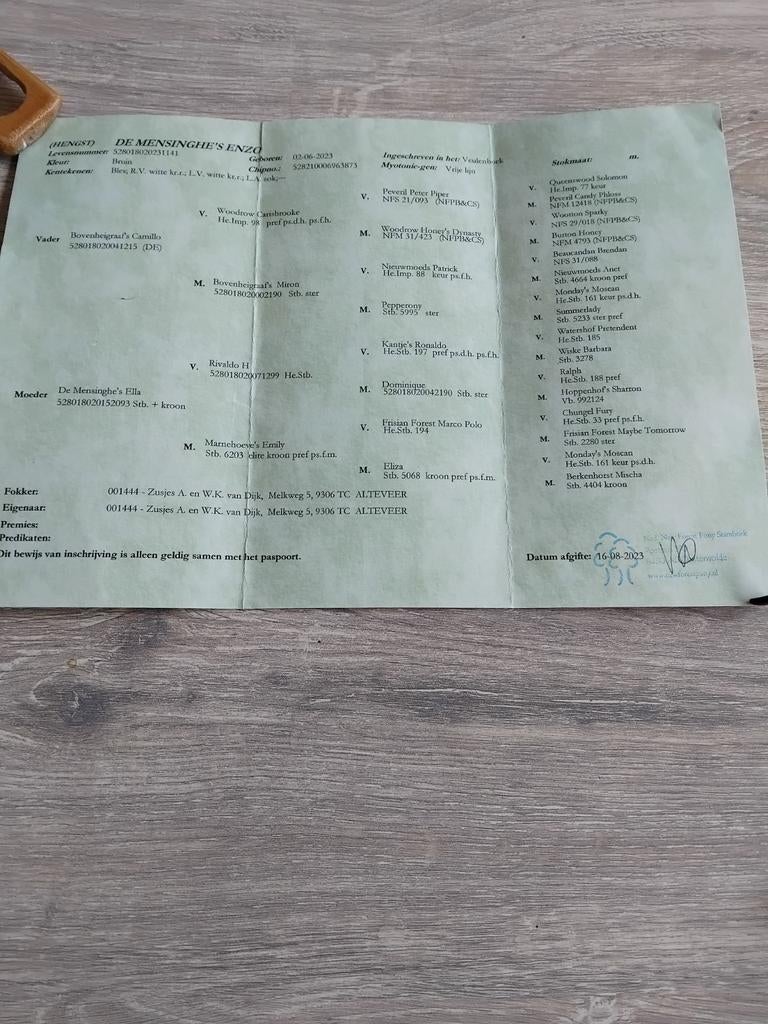 (HENGST) DE MENSINGHE'S ENZO
Levensnummer: 528018020231141 Geboren: 02-06-2023 Ingeschreven in het: Veulenboek Stokmaat: m.
Kleur: Bruin Chipno.: 528210006963873 Myotonie-gen: Vrije lijn
Kentekenen: Bles; R.V. witte kr.r.; L.V. witte kr.r.; L.A. sok;---
Vader Bovenheigraaf's Camillo
528018020041215 (DE)
Moeder De Mensinghe's Ella
528018020152093 Stb. + kroon
V. Woodrow Carisbrooke
He.Imp. 98 pref ps.d.h. ps.f.h.
M. Bovenheigraaf's Miron
528018020002190 Stb. ster
V. Rivaldo H
528018020071299 He.Stb.
M. Marnehoeve's Emily
Stb. 6203 elite kroon pref ps.f.m.
V. Peveril Peter Piper
NFS 21/093 (NFPB&CS)
M. Woodrow Honey's Dynasty
NFM 31/423 (NFPB&CS)
V. Nieuwmoeds Patrick
He.Imp. 88 keur ps.f.h.
M. Pepperony
Stb. 5995 ster
V. Kantje's Ronaldo
He.Stb. 197 pref ps.d.h. ps.f.h.
M. Dominique
528018020042190 Stb. ster
V. Frisian Forest Marco Polo
He.Stb. 194
M. Eliza
Stb. 5068 kroon pref ps.f.m.
V. Queenswood Solomon
He.Imp. 77 keur
M. Peveril Candy Phloss
NFM 12418 (NFPB&CS)
V. Wootton Sparky
NFS 29/018 (NFPB&CS)
M. Burton Honey
NFM 4793 (NFPB&CS)
V. Beaucandan Brendan
NFS 31/088
M. Nieuwmoeds Anet
Stb. 4664 kroon pref
V. Monday's Moscan
He.Stb. 161 keur ps.d.h.
M. Summerlady
Stb. 5233 ster pref
V. Watershof Pretendent
He.Stb. 185
M. Wiske Barbara
Stb. 3278
V. Ralph
He.Stb. 188 pref
M. Hoppenhof's Sharron
Vb. 992124
V. Chungel Fury
He.Stb. 33 pref ps.f.h.
M. Frisian Forest Maybe Tomorrow
Stb. 2280 ster
V. Monday's Moscan
He.Stb. 161 keur ps.d.h.
M. Berkenhorst Mischa
Stb. 4404 kroon
Fokker: 001444 - Zusjes A. en W.K. van Dijk, Melkweg 5, 9306 TC ALTEVEER
Eigenaar: 001444 - Zusjes A. en W.K. van Dijk, Melkweg 5, 9306 TC ALTEVEER
Premies:
Predikaten:
Dit bewijs van inschrijving is alleen geldig samen met het paspoort.
Datum afgifte: 16-08-2023
Forest Pony Stamboek